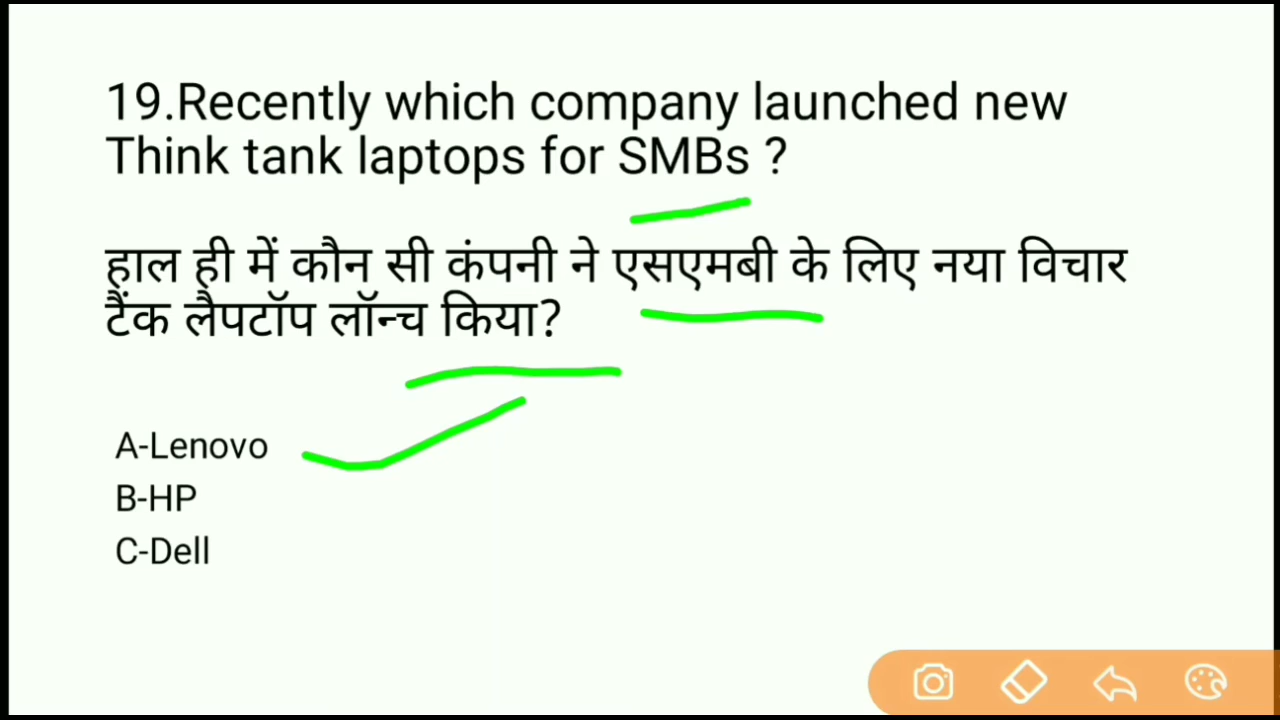 19.Recently which company launched new
Think tank laptops for SMBs ?
हाल ही में कौन सी कंपनी ने एसएमबी के लिए नया विचार
टैंक लैपटॉप लॉन्च किया?
A-Lenovo
B-HP
C-Dell